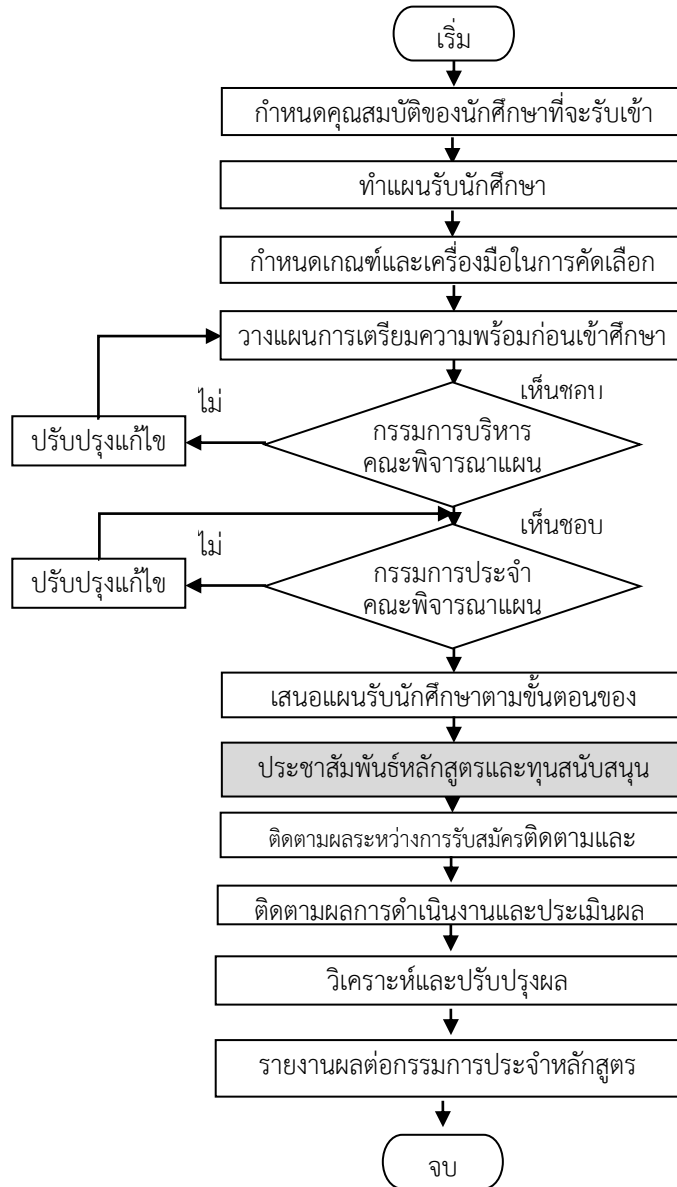 เริ่ม
กำหนดคุณสมบัติของนักศึกษาที่จะรับเข้า
ทำแผนรับนักศึกษา
กำหนดเกณฑ์และเครื่องมือในการคัดเลือก
วางแผนการเตรียมความพร้อมก่อนเข้าศึกษา
ไม่
เห็นชอบ
ปรับปรุงแก้ไข
กรรมการบริหาร
คณะพิจารณาแผน
ไม่
เห็นชอบ
ปรับปรุงแก้ไข
กรรมการประจำ
คณะพิจารณาแผน
เสนอแผนรับนักศึกษาตามขั้นตอนของ
ประชาสัมพันธ์หลักสูตรและทุนสนับสนุน
ติดตามผลระหว่างการรับสมัครติดตามและ
ติดตามผลการดำเนินงานและประเมินผล
วิเคราะห์และปรับปรุงผล
รายงานผลต่อกรรมการประจำหลักสูตร
จบ